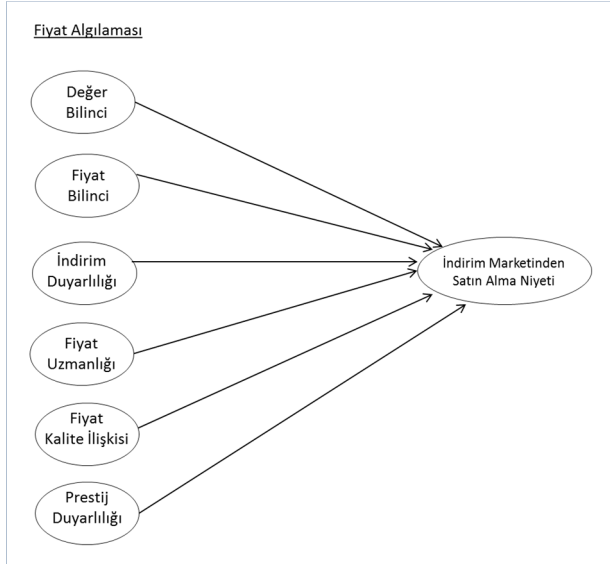 Fiyat Algılaması
Değer
Bilinci
Fiyat
Bilinci
İndirim
Duyarlılığı
Fiyat
Uzmanlığı
Fiyat
Kalite İlişkisi
Prestij
Duyarlılığı
İndirim Marketinden
Satın Alma Niyeti